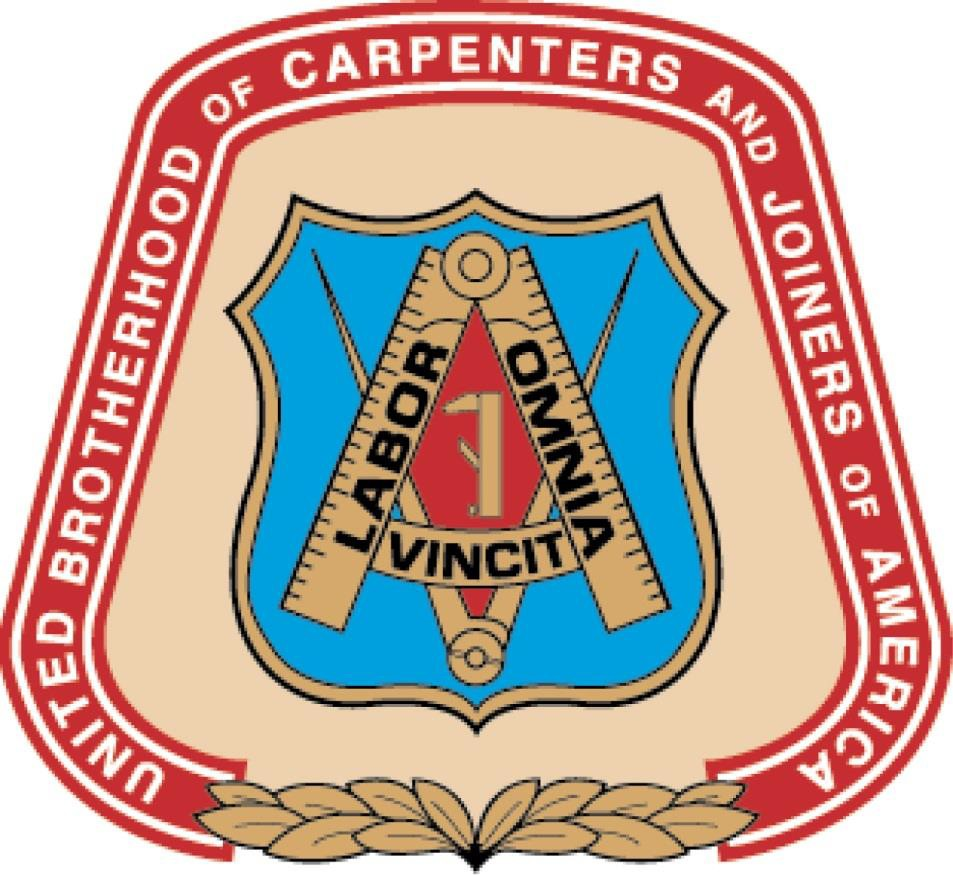 UNITED BROTHERHOOD OF CARPENTERS AND JOINERS OF AMERICA
LABOR
OMNIA
VINCIT